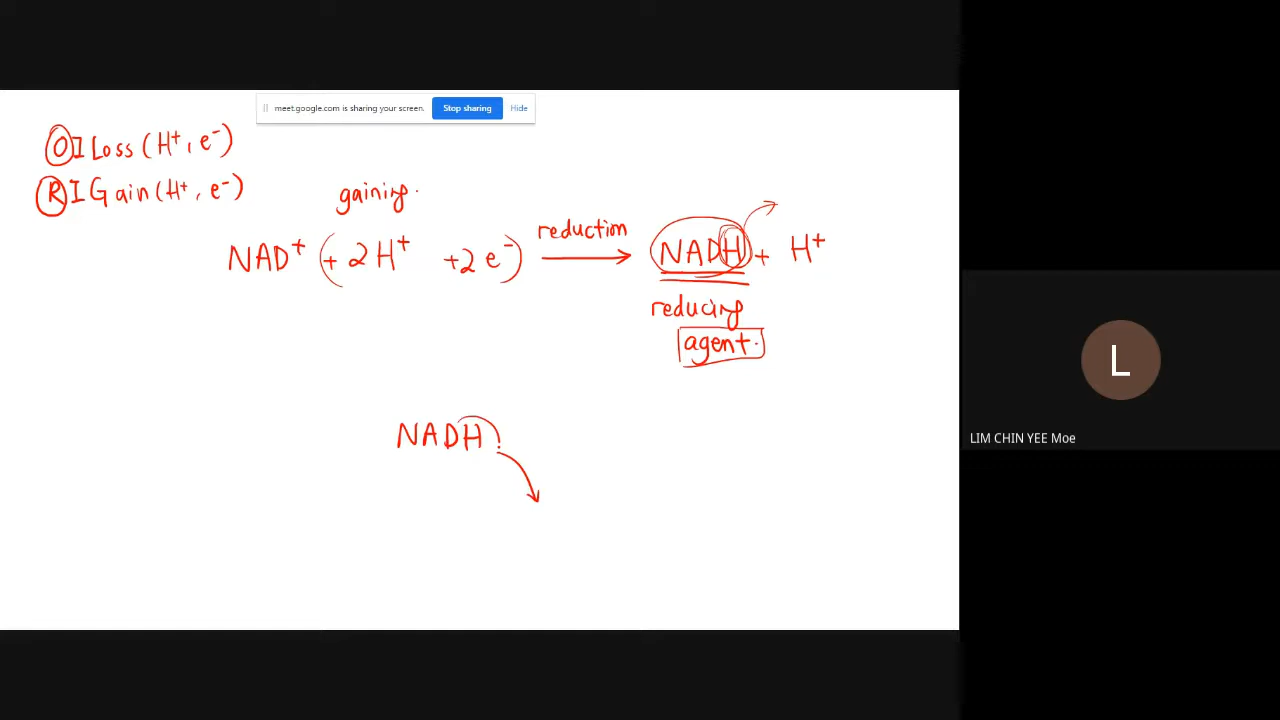 meet.google.com is sharing your screen. Stop sharing Hide
OI Loss (H⁺, e⁻)
RI Gain (H⁺, e⁻)
gaining.
NAD⁺ (+ 2H⁺ +2e⁻) reduction NADH + H⁺
reducing
agent.
NADH
L
LIM CHIN YEE Moe